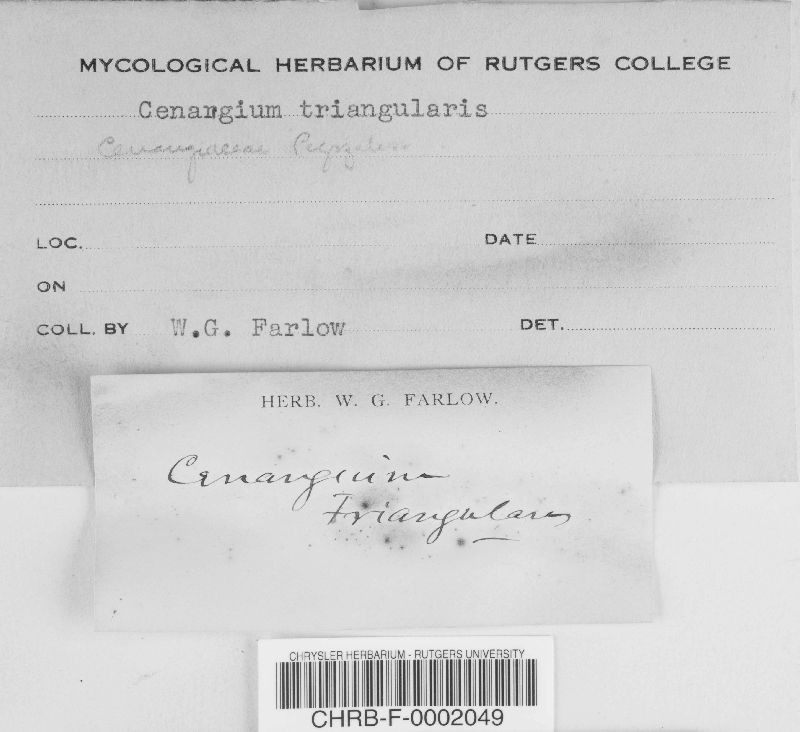 MYCOLOGICAL HERBARIUM OF RUTGERS COLLEGE
Cenangium triangularis
Cenangiaceae
LOC.
DATE
ON
COLL. BY W.G. Farlow DET.
HERB. W. G. FARLOW.
Cenangium
triangularis
CHRYSLER HERBARIUM - RUTGERS UNIVERSITY
CHRB-F-0002049